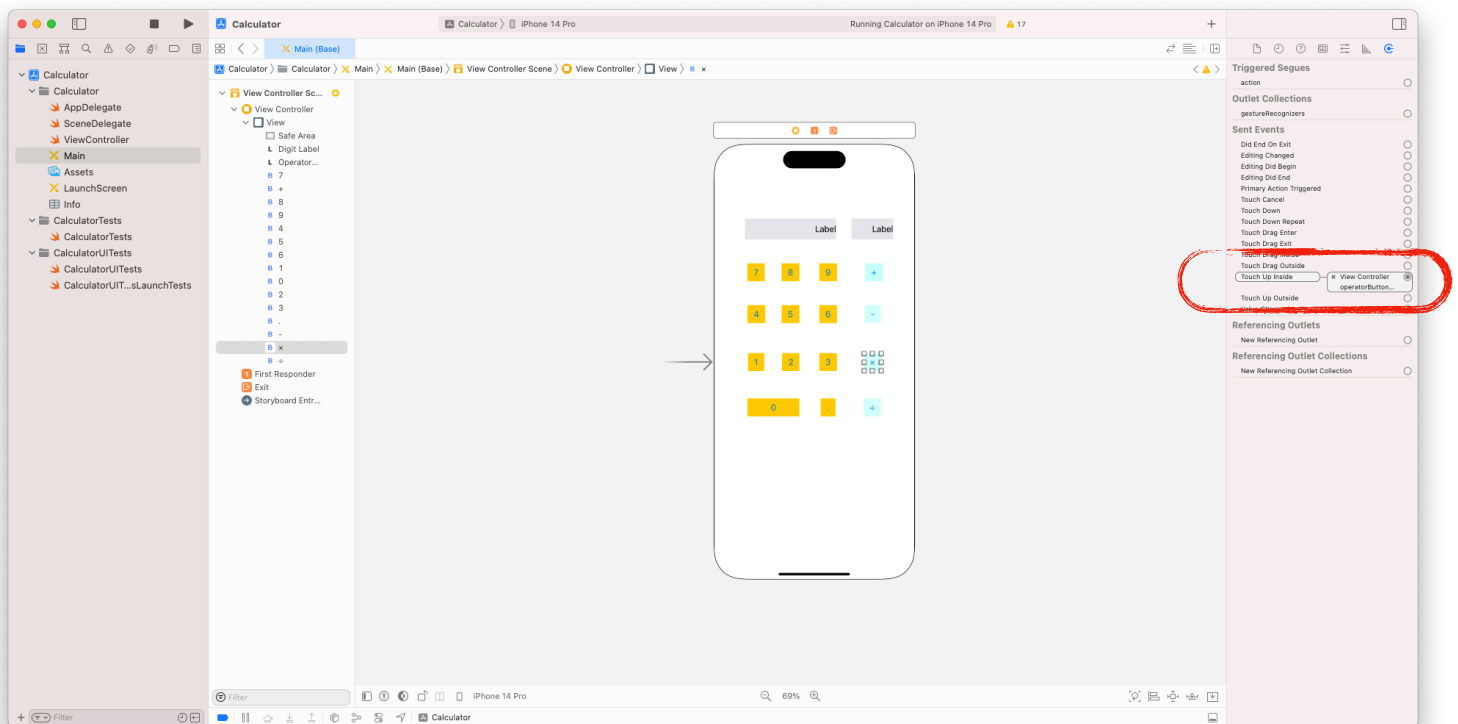 Calculator
Calculator 〉 iPhone 14 Pro
Running Calculator on iPhone 14 Pro
17
Main (Base)
Calculator 〉 Calculator 〉 Main 〉 Main (Base) 〉 View Controller Scene 〉 View Controller 〉 View 〉 B ×
Calculator
Calculator
AppDelegate
SceneDelegate
ViewController
Main
Assets
LaunchScreen
Info
CalculatorTests
CalculatorTests
CalculatorUITests
CalculatorUITests
CalculatorUIT...sLaunchTests
Filter
View Controller Sc...
View Controller
View
Safe Area
L Digit Label
L Operator...
B 7
B +
B 8
B 9
B 4
B 5
B 6
B 1
B 0
B 2
B 3
B .
B -
B ×
B ÷
1 First Responder
Exit
Storyboard Entr...
Filter
Label Label
7 8 9 +
4 5 6 -
1 2 3 ×
0 .
iPhone 14 Pro
69%
Calculator
Triggered Segues
action
Outlet Collections
gestureRecognizers
Sent Events
Did End On Exit
Editing Changed
Editing Did Begin
Editing Did End
Primary Action Triggered
Touch Cancel
Touch Down
Touch Down Repeat
Touch Drag Enter
Touch Drag Exit
Touch Drag Inside
Touch Drag Outside
Touch Up Inside
× View Controller
operatorButton...
Touch Up Outside
Referencing Outlets
New Referencing Outlet
Referencing Outlet Collections
New Referencing Outlet Collection